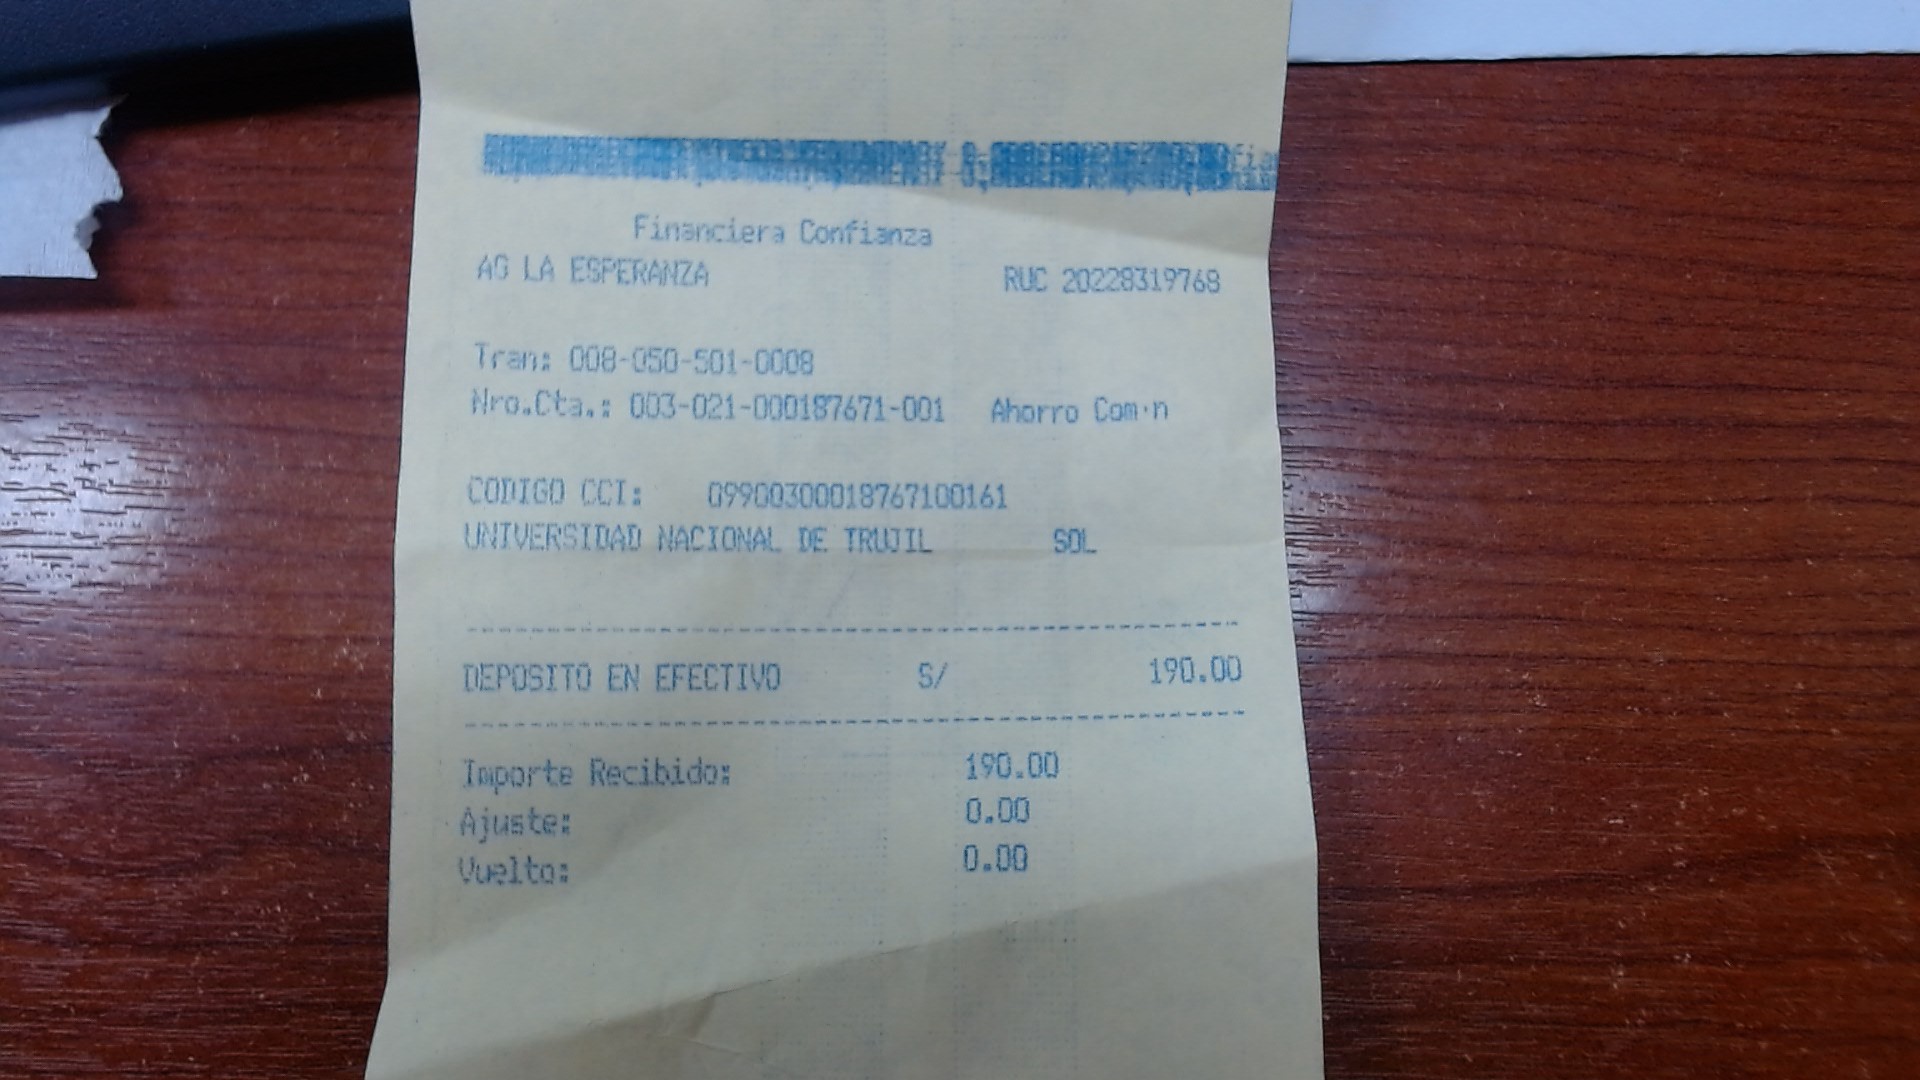 Financiera Confianza
AG LA ESPERANZA RUC 20228319768
Tran: 008-050-501-0008
Nro.Cta.: 003-021-000187671-001 Ahorro Com·n
CODIGO CCI: 09900300018767100161
UNIVERSIDAD NACIONAL DE TRUJIL SOL
DEPOSITO EN EFECTIVO S/ 190.00
Importe Recibido: 190.00
Ajuste: 0.00
Vuelto: 0.00